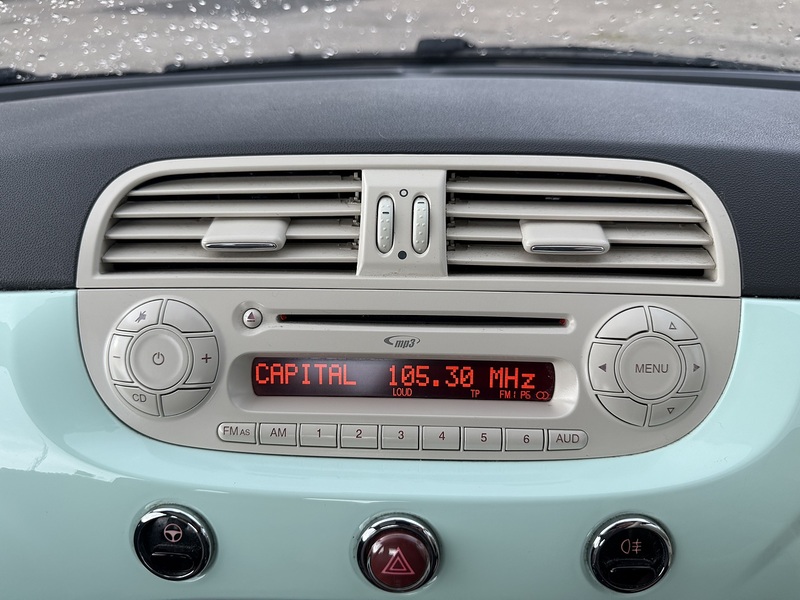 mp3
CAPITAL 105.30 MHz
LOUD TP FM1 P6
CD
MENU
FM AS AM 1 2 3 4 5 6 AUD